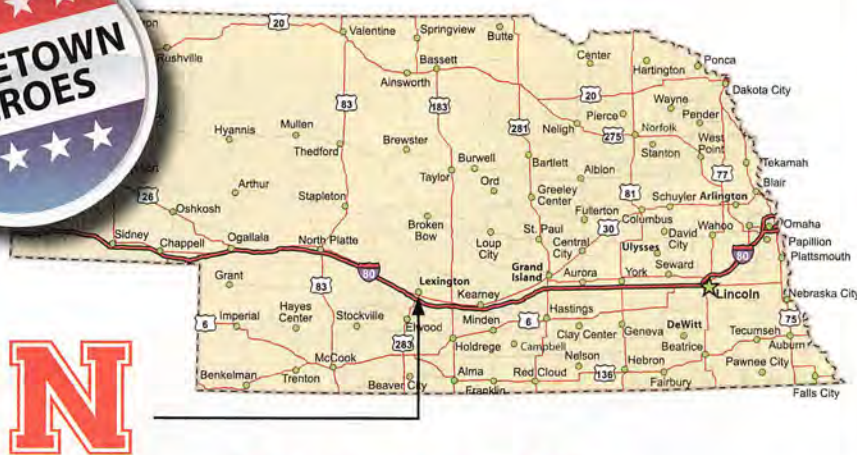 ETOWN
ROES
20
Valentine
Springview
Butte
Rushville
Center
Hartington
Ponca
Bassett
Ainsworth
Dakota City
83
183
20
Wayne
Pender
Pierce
281
Neligh
275
Norfolk
Hyannis
Mullen
Thedford
Brewster
Stanton
West
Point
Burwell
Bartlett
Albion
77
Tekamah
Taylor
Ord
Arthur
26
Oshkosh
Stapleton
Greeley
Center
81
Schuyler
Arlington
Blair
Fullerton
Columbus
Broken
Bow
St. Paul
30
David
City
Wahoo
Omaha
Sidney
Chappell
Ogallala
North Platte
Loup
City
Central
City
Ulysses
80
Papillion
Plattsmouth
Grand
Island
Seward
Aurora
York
80
Grant
Lexington
Kearney
Lincoln
Nebraska City
83
Hastings
6
Imperial
Hayes
Center
Stockville
Elwood
Minden
6
Clay Center
Geneva
DeWitt
Tecumseh
75
Auburn
283
Holdrege
Campbell
Beatrice
McCook
Nelson
Hebron
Pawnee City
Benkelman
Trenton
Beaver City
Alma
Franklin
Red Cloud
136
Fairbury
Falls City
N